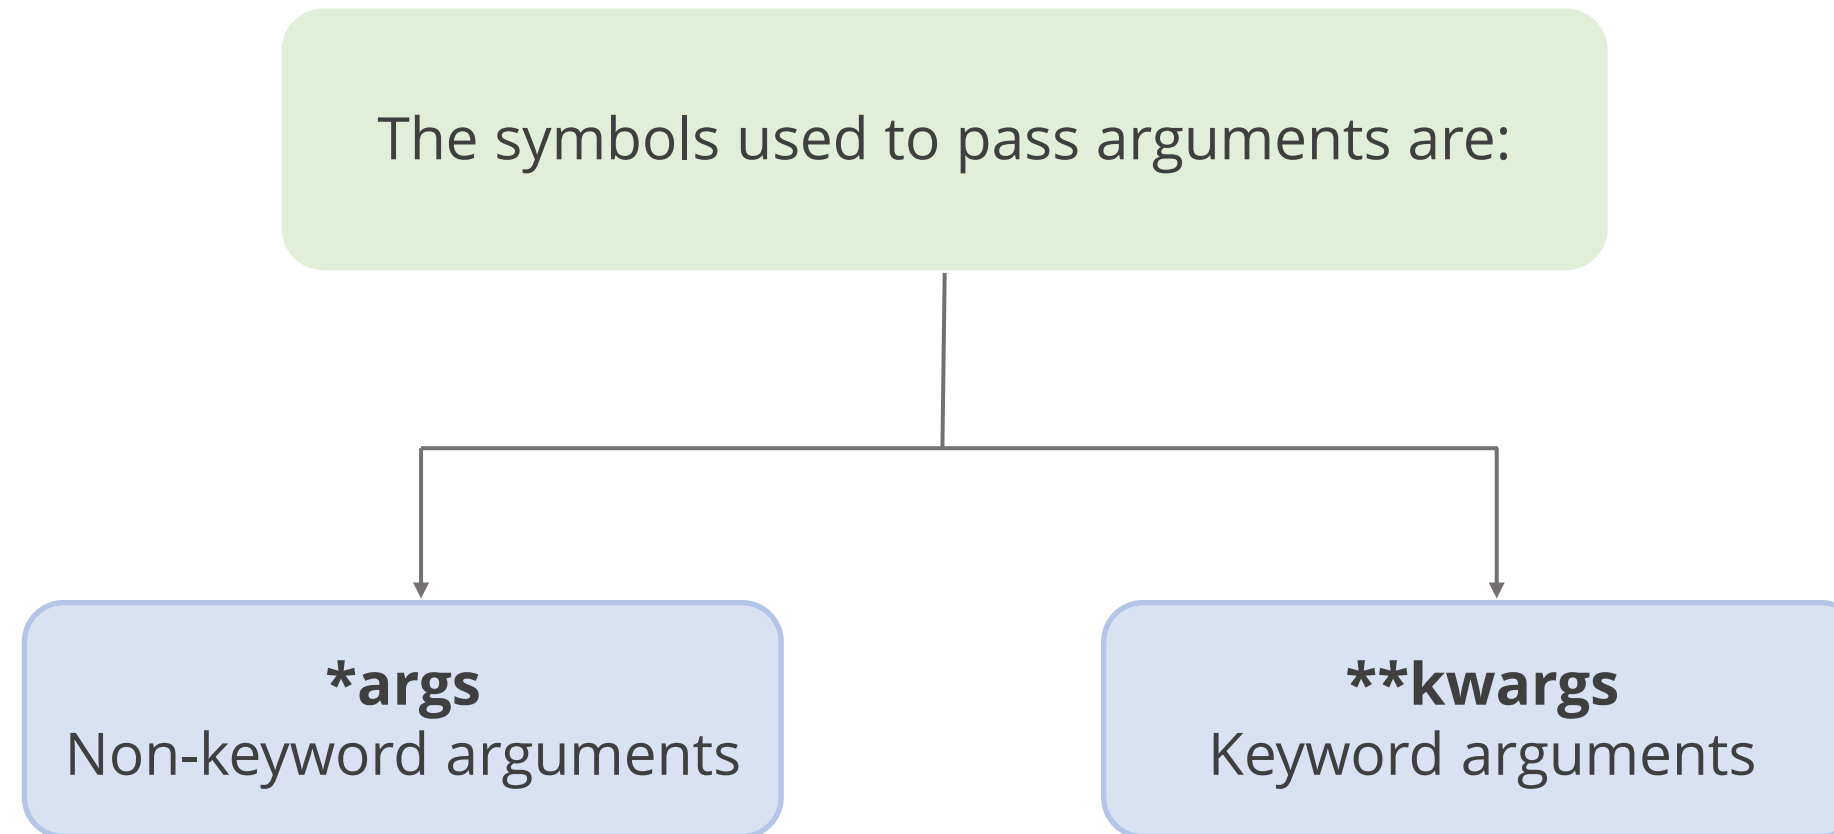 The symbols used to pass arguments are:
*args
Non-keyword arguments
**kwargs
Keyword arguments